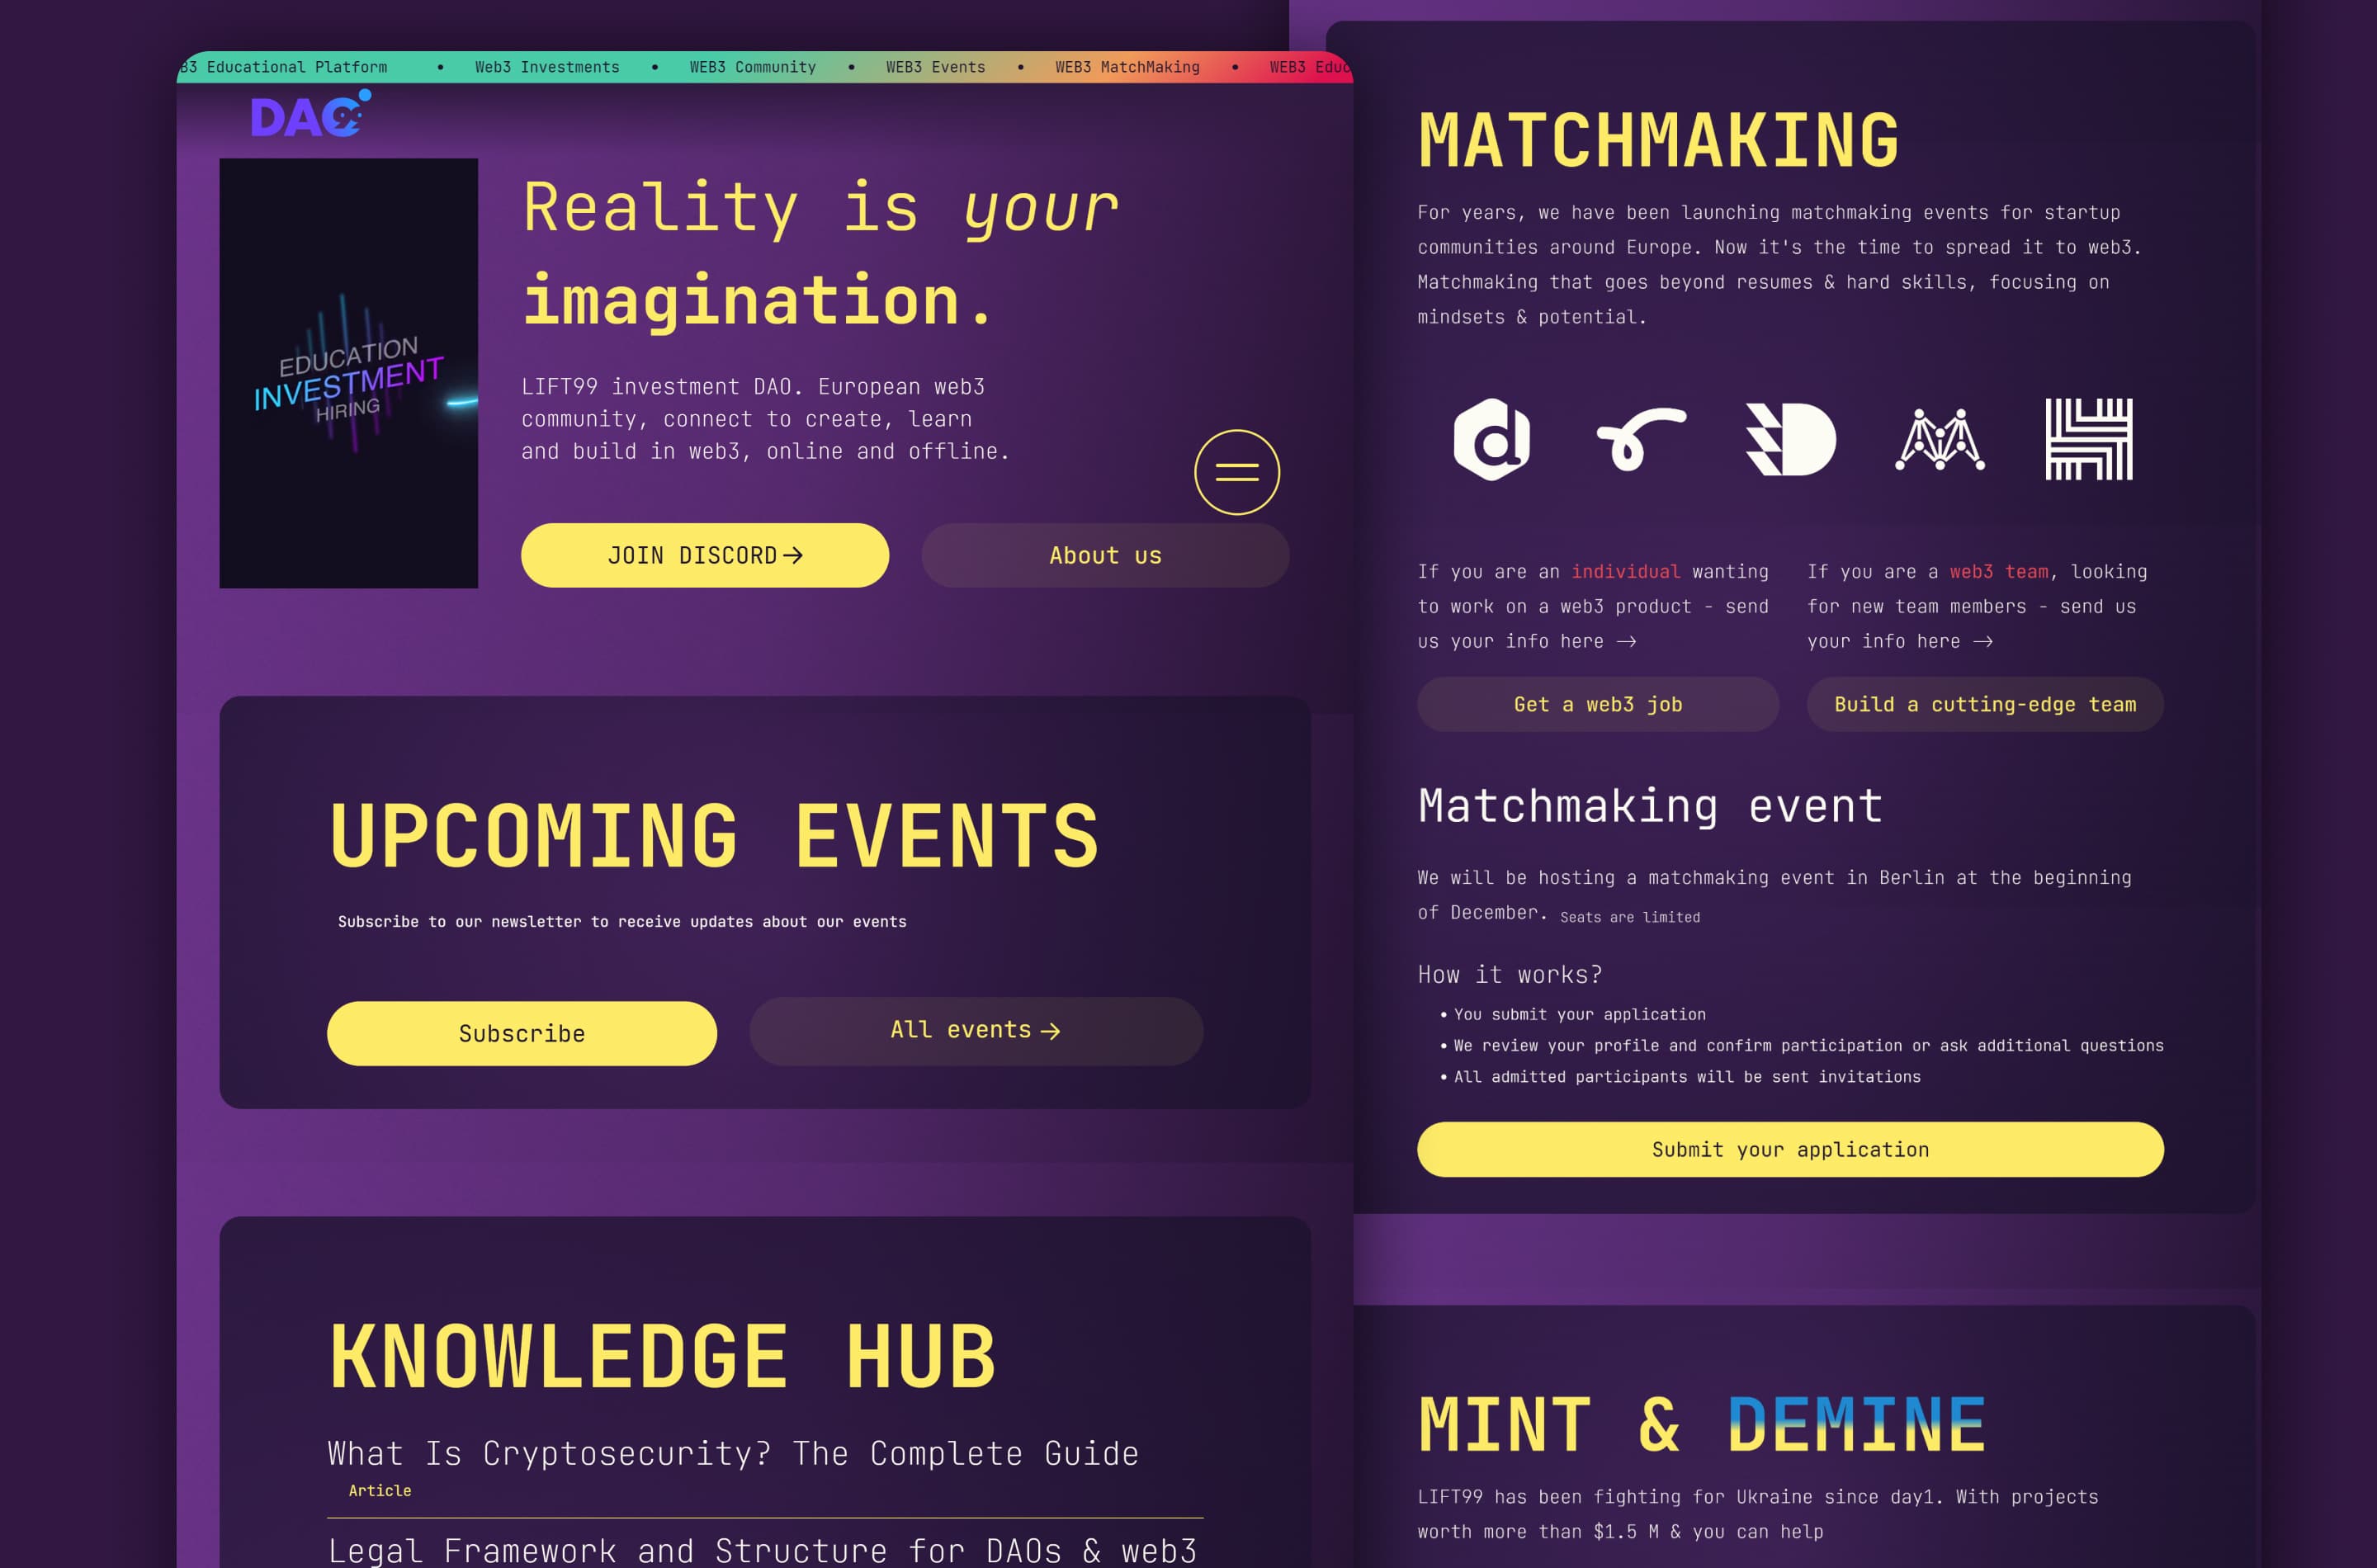 B3 Educational Platform • Web3 Investments • WEB3 Community • WEB3 Events • WEB3 MatchMaking • WEB3 Educ
DAO
EDUCATION
INVESTMENT
HIRING
Reality is your
imagination.
LIFT99 investment DAO. European web3
community, connect to create, learn
and build in web3, online and offline.
JOIN DISCORD→
About us
UPCOMING EVENTS
Subscribe to our newsletter to receive updates about our events
Subscribe
All events →
KNOWLEDGE HUB
What Is Cryptosecurity? The Complete Guide
Article
Legal Framework and Structure for DAOs & web3
MATCHMAKING
For years, we have been launching matchmaking events for startup
communities around Europe. Now it's the time to spread it to web3.
Matchmaking that goes beyond resumes & hard skills, focusing on
mindsets & potential.
If you are an individual wanting
to work on a web3 product - send
us your info here →
Get a web3 job
If you are a web3 team, looking
for new team members - send us
your info here →
Build a cutting-edge team
Matchmaking event
We will be hosting a matchmaking event in Berlin at the beginning
of December. Seats are limited
How it works?
• You submit your application
• We review your profile and confirm participation or ask additional questions
• All admitted participants will be sent invitations
Submit your application
MINT & DEMINE
LIFT99 has been fighting for Ukraine since day1. With projects
worth more than $1.5 M & you can help